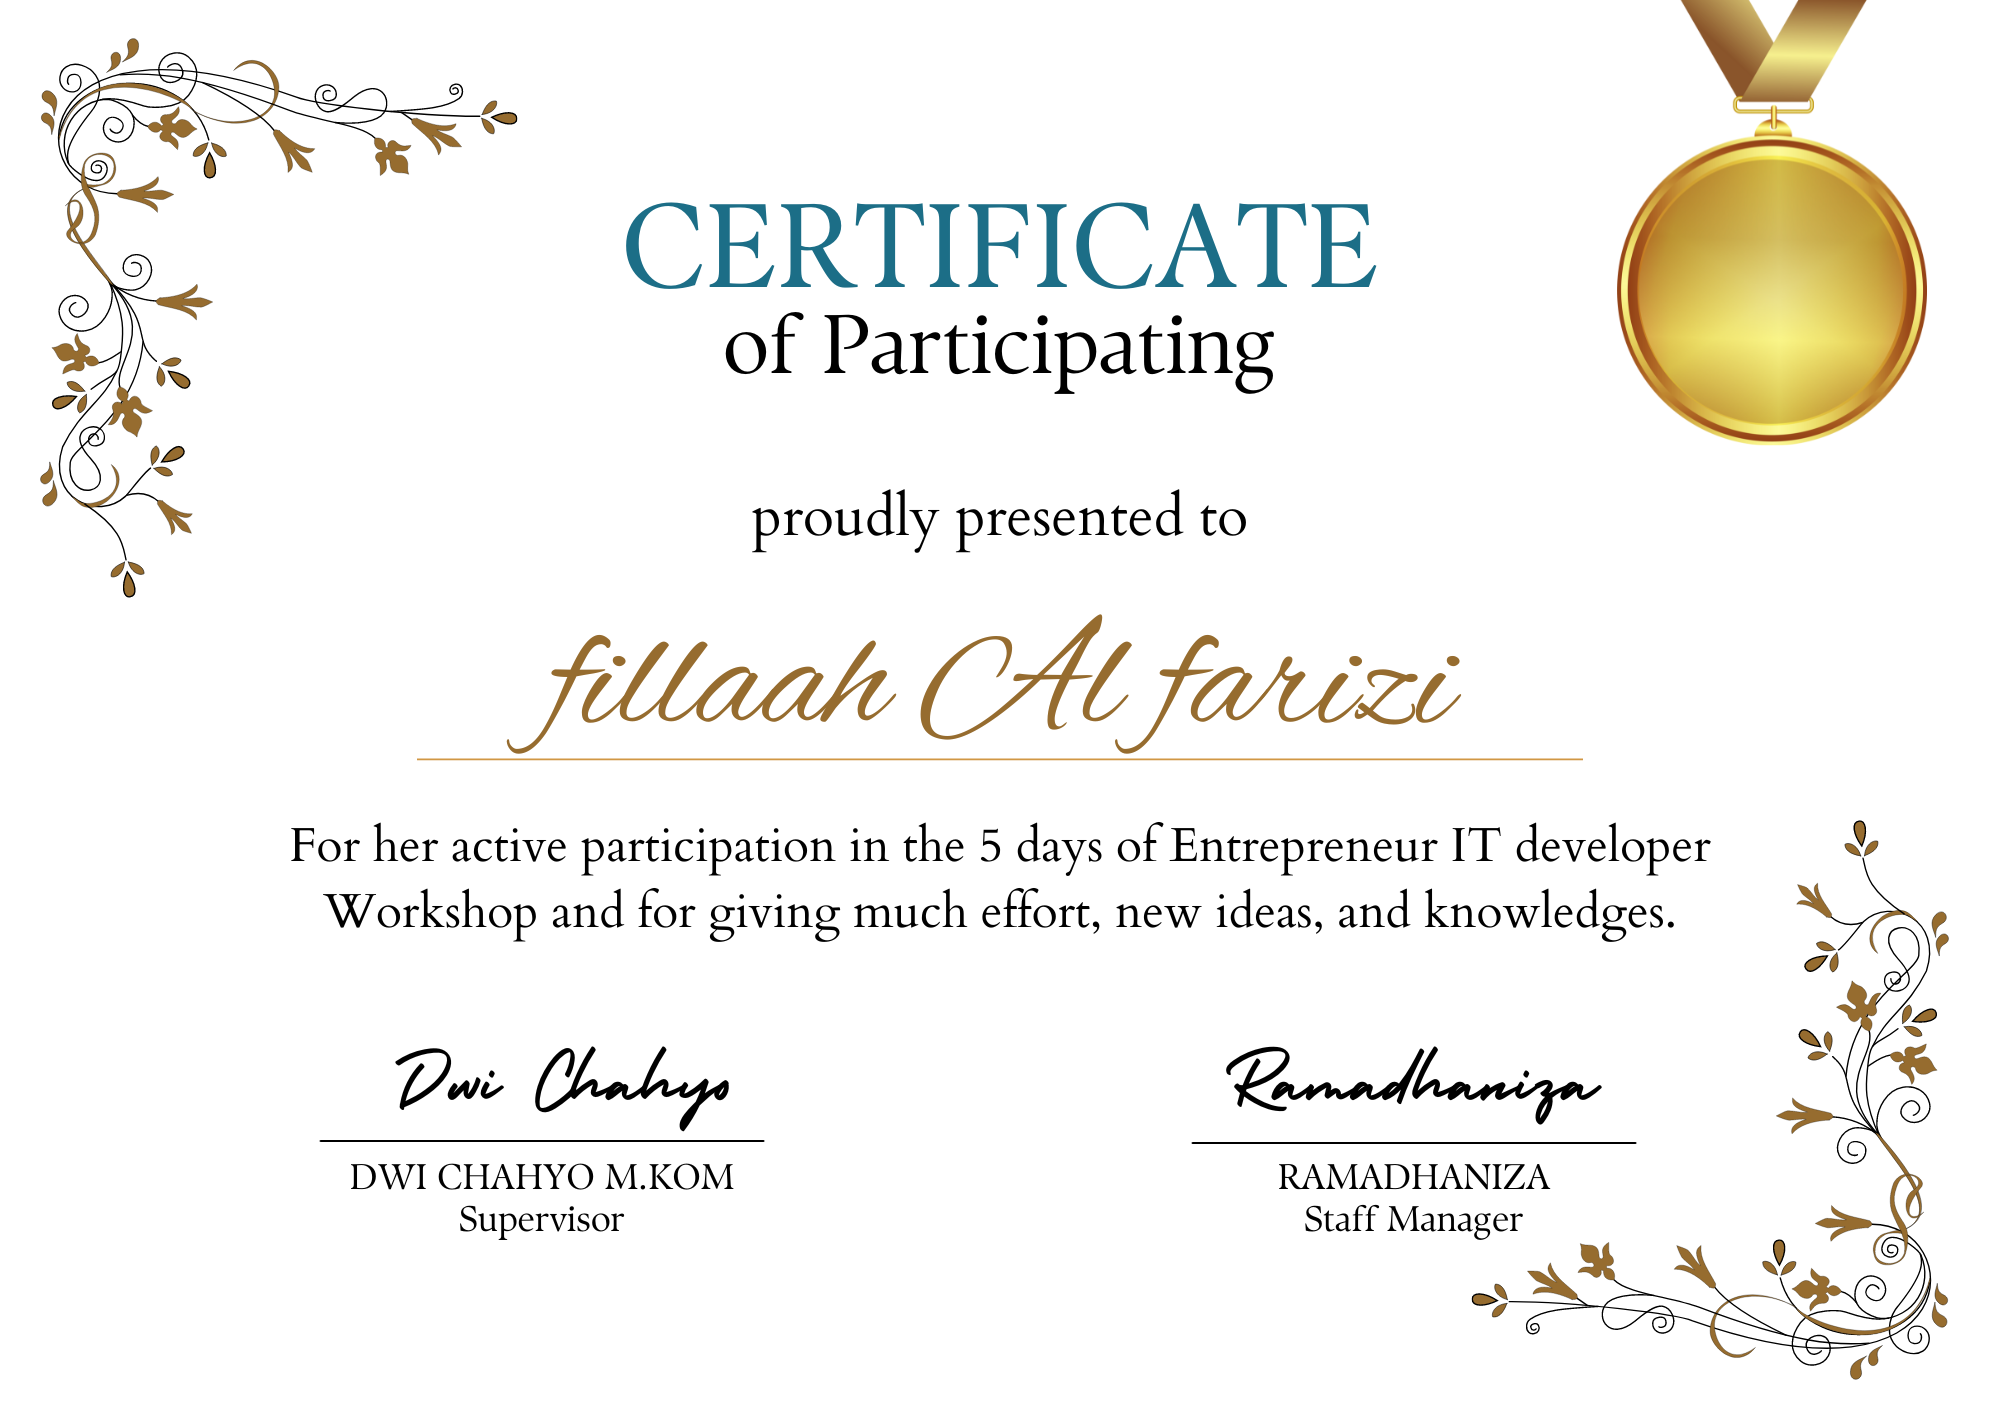 CERTIFICATE
of Participating
proudly presented to
fillaah Al farizi
For her active participation in the 5 days of Entrepreneur IT developer
Workshop and for giving much effort, new ideas, and knowledges.
Dwi Chahyo
DWI CHAHYO M.KOM
Supervisor
Ramadhaniza
RAMADHANIZA
Staff Manager